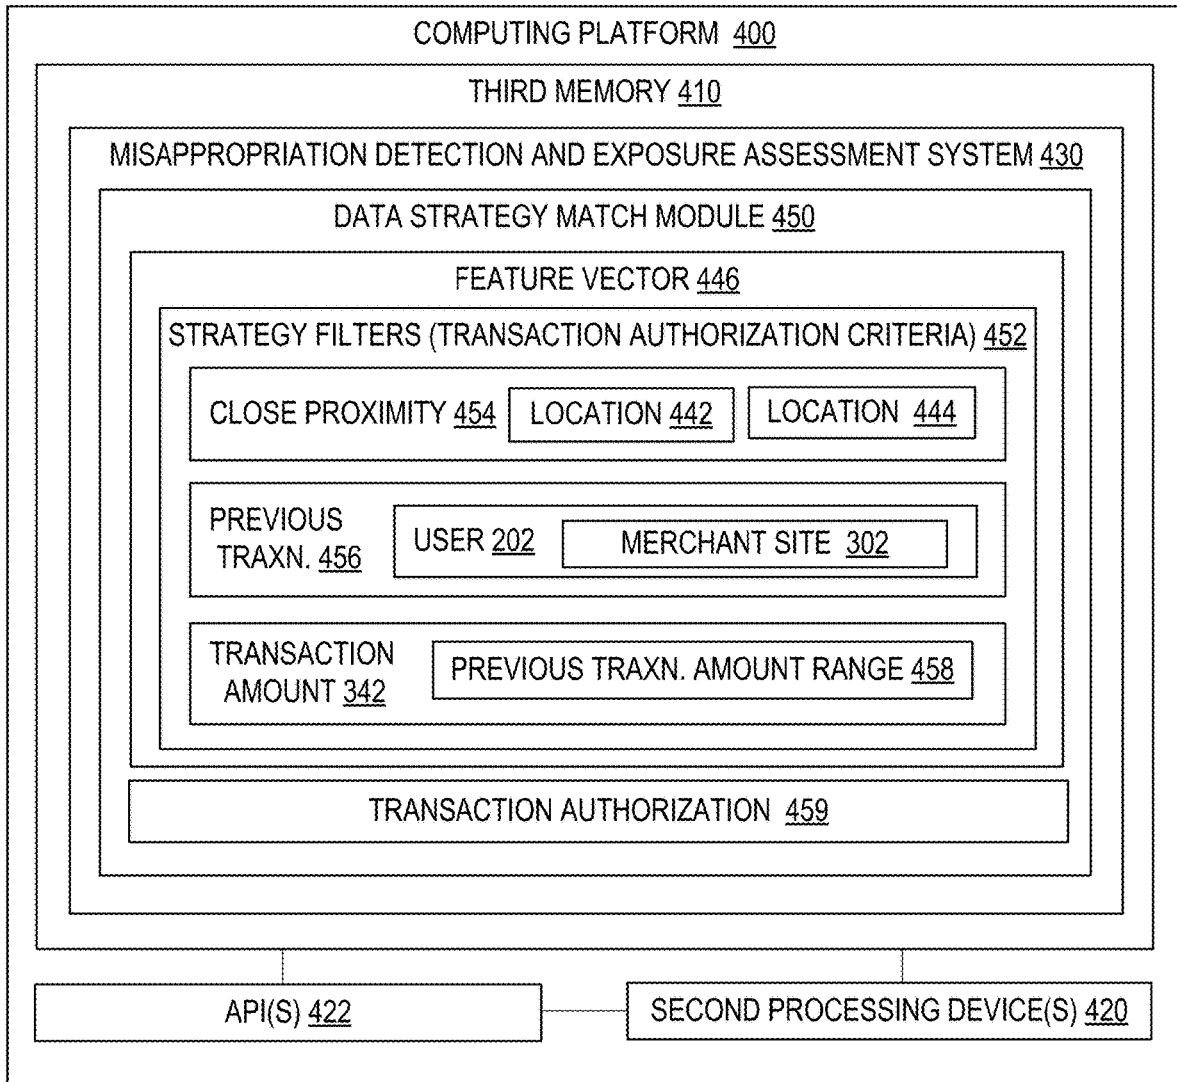 COMPUTING PLATFORM 400
THIRD MEMORY 410
MISAPPROPRIATION DETECTION AND EXPOSURE ASSESSMENT SYSTEM 430
DATA STRATEGY MATCH MODULE 450
FEATURE VECTOR 446
STRATEGY FILTERS (TRANSACTION AUTHORIZATION CRITERIA) 452
CLOSE PROXIMITY 454 LOCATION 442 LOCATION 444
PREVIOUS
TRAXN. 456
USER 202 MERCHANT SITE 302
TRANSACTION
AMOUNT 342
PREVIOUS TRAXN. AMOUNT RANGE 458
TRANSACTION AUTHORIZATION 459
API(S) 422 SECOND PROCESSING DEVICE(S) 420